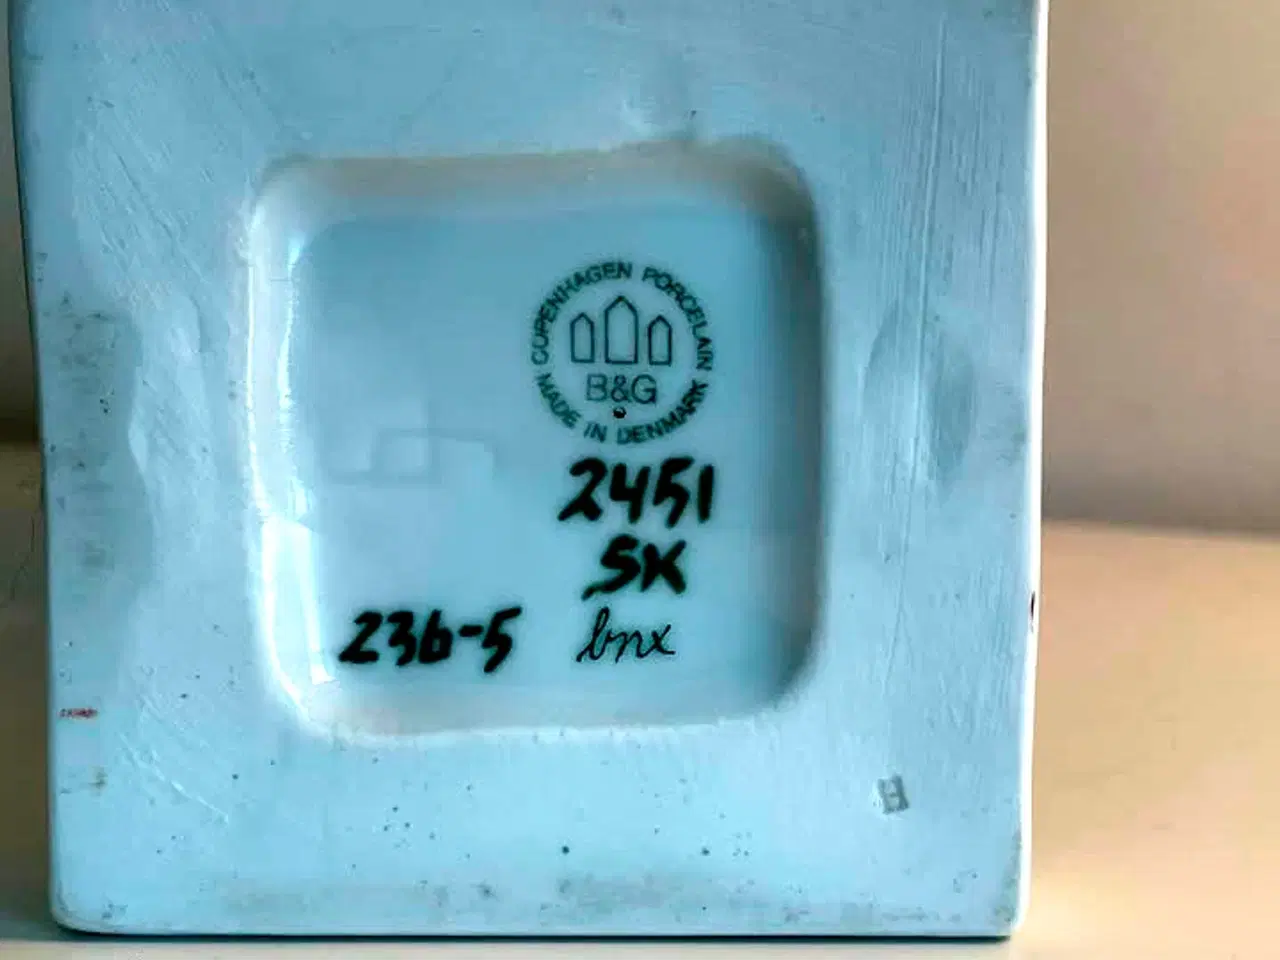 COPENHAGEN PORCELAIN
B&G
MADE IN DENMARK
2451
SK
236-5 bnx
H